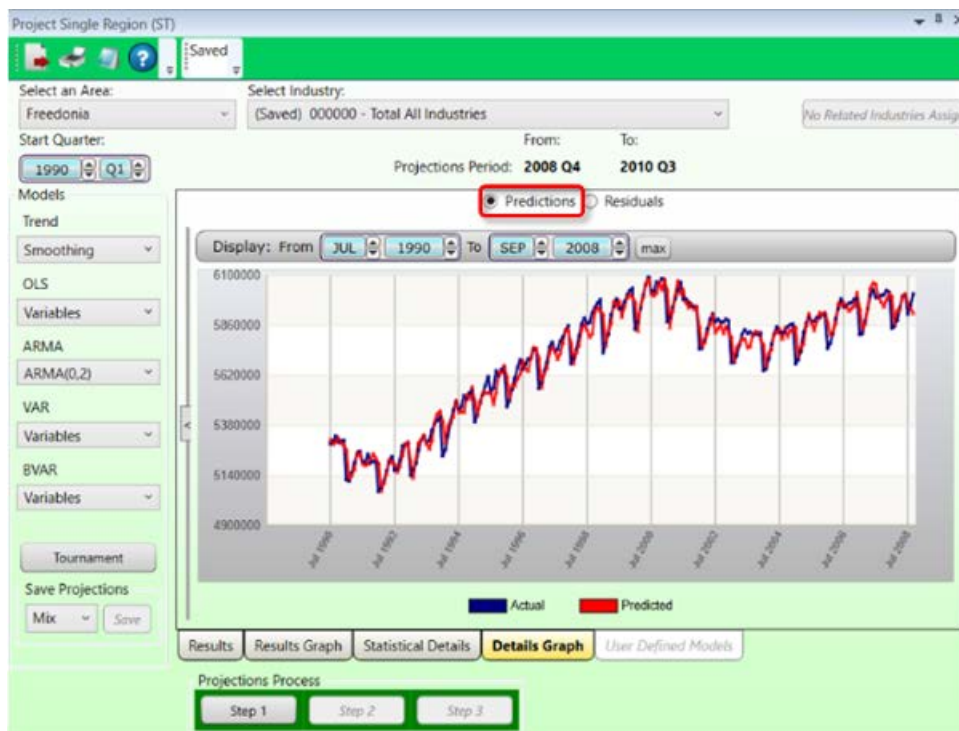 Project Single Region (ST)
Saved
Select an Area:
Select Industry:
Freedonia
(Saved) 000000 - Total All Industries
No Related Industries Assig
Start Quarter:
From:
To:
1990 Q1
Projections Period: 2008 Q4 2010 Q3
Models
Predictions
Residuals
Trend
Smoothing
Display: From JUL 1990 To SEP 2008 max
OLS
Variables
ARMA
ARMA(0,2)
VAR
Variables
BVAR
Variables
6100000
5860000
5620000
5380000
5140000
4900000
<
Jul 1990
Jul 1992
Jul 1994
Jul 1996
Jul 1998
Jul 2000
Jul 2002
Jul 2004
Jul 2006
Jul 2008
Tournament
Save Projections
Mix
Save
Actual
Predicted
Results
Results Graph
Statistical Details
Details Graph
User Defined Models
Projections Process
Step 1
Step 2
Step 3